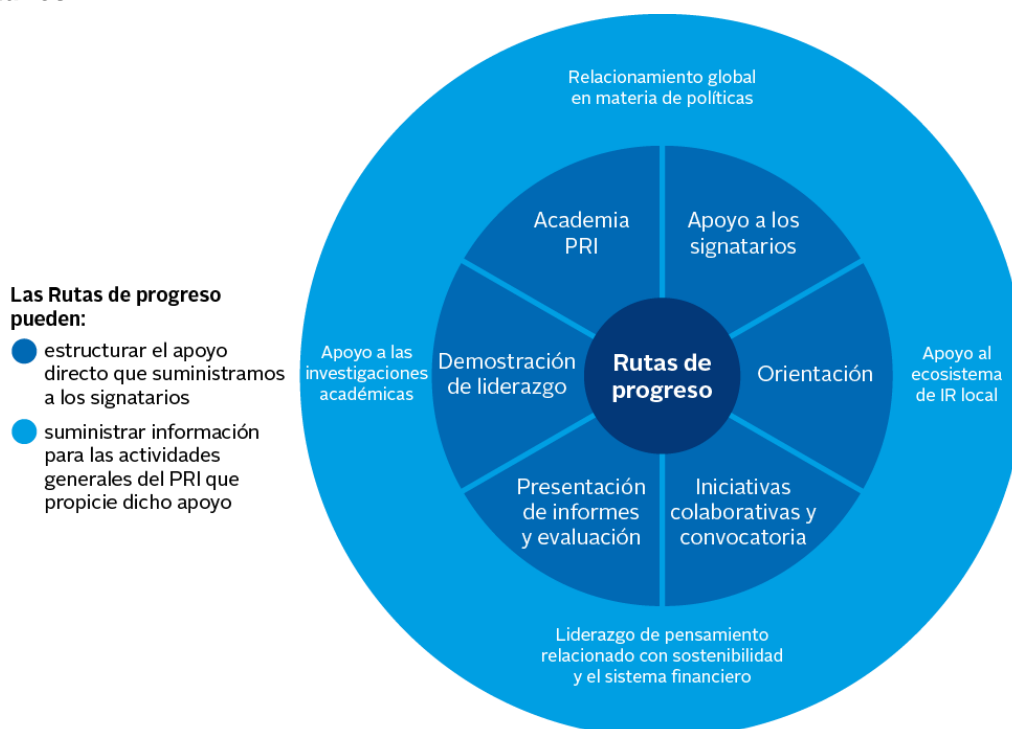 Relacionamiento global
en materia de políticas
Academia
PRI
Apoyo a los
signatarios
Las Rutas de progreso
pueden:
estructurar el apoyo
directo que suministramos
a los signatarios
suministrar información
para las actividades
generales del PRI que
propicie dicho apoyo
Apoyo a las
investigaciones
académicas
Demostración
de liderazgo
Rutas de
progreso
Orientación
Apoyo al
ecosistema
de IR local
Presentación
de informes
y evaluación
Iniciativas
colaborativas y
convocatoria
Liderazgo de pensamiento
relacionado con sostenibilidad
y el sistema financiero